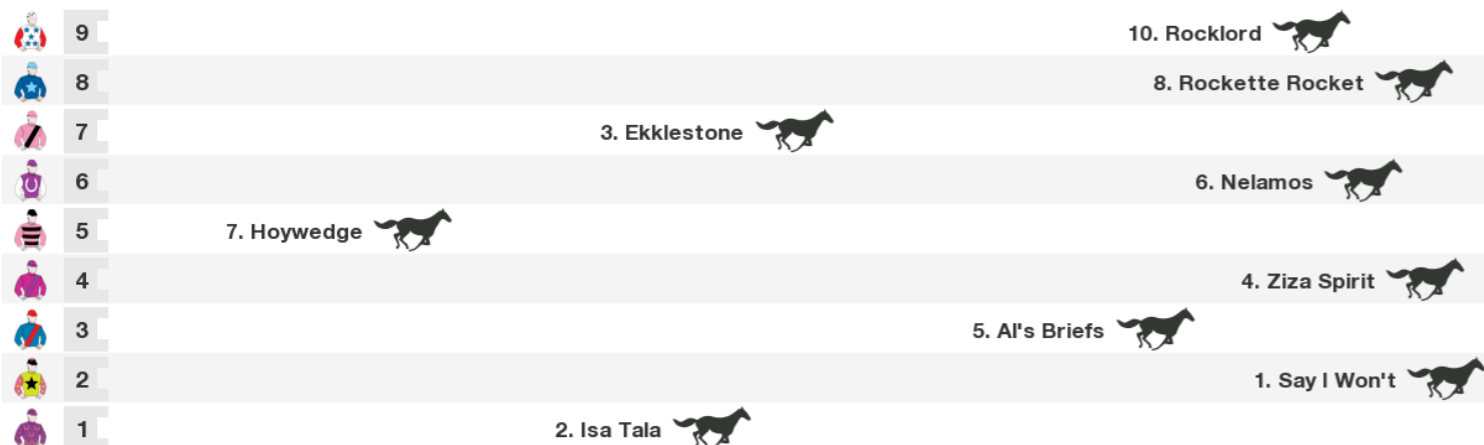 9 10. Rocklord
8 8. Rockette Rocket
7 3. Ekklestone
6 6. Nelamos
5 7. Hoywedge
4 4. Ziza Spirit
3 5. Al's Briefs
2 1. Say I Won't
1 2. Isa Tala